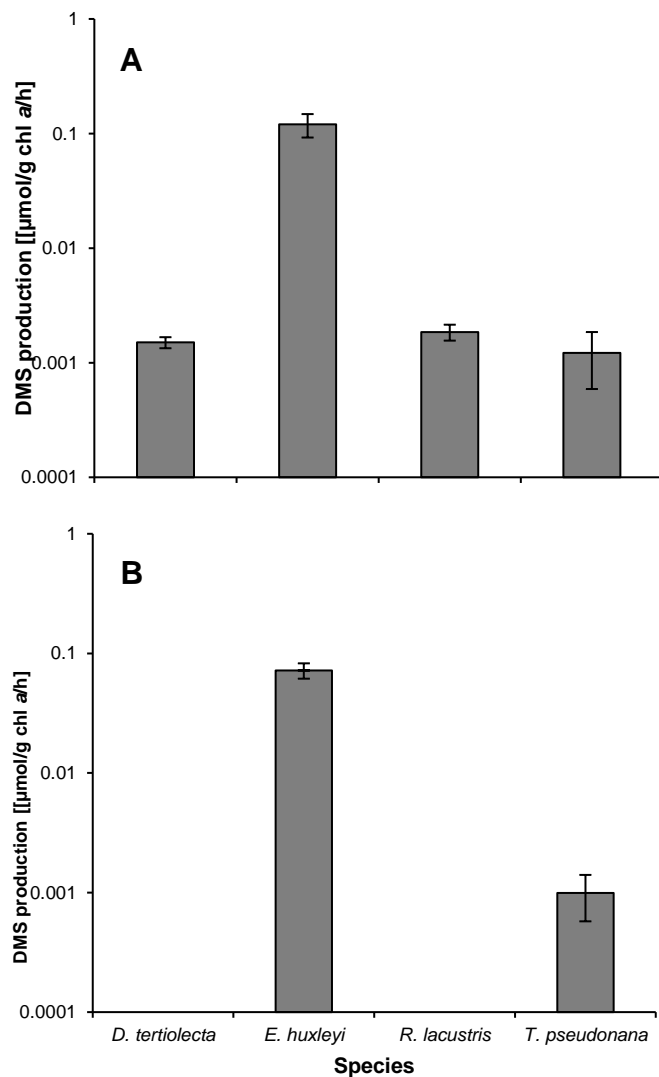 1
A
0.1
DMS production [[µmol/g chl a/h]
0.01
0.001
0.0001
1
B
0.1
DMS production [[µmol/g chl a/h]
0.01
0.001
0.0001
D. tertiolecta E. huxleyi R. lacustris T. pseudonana
Species